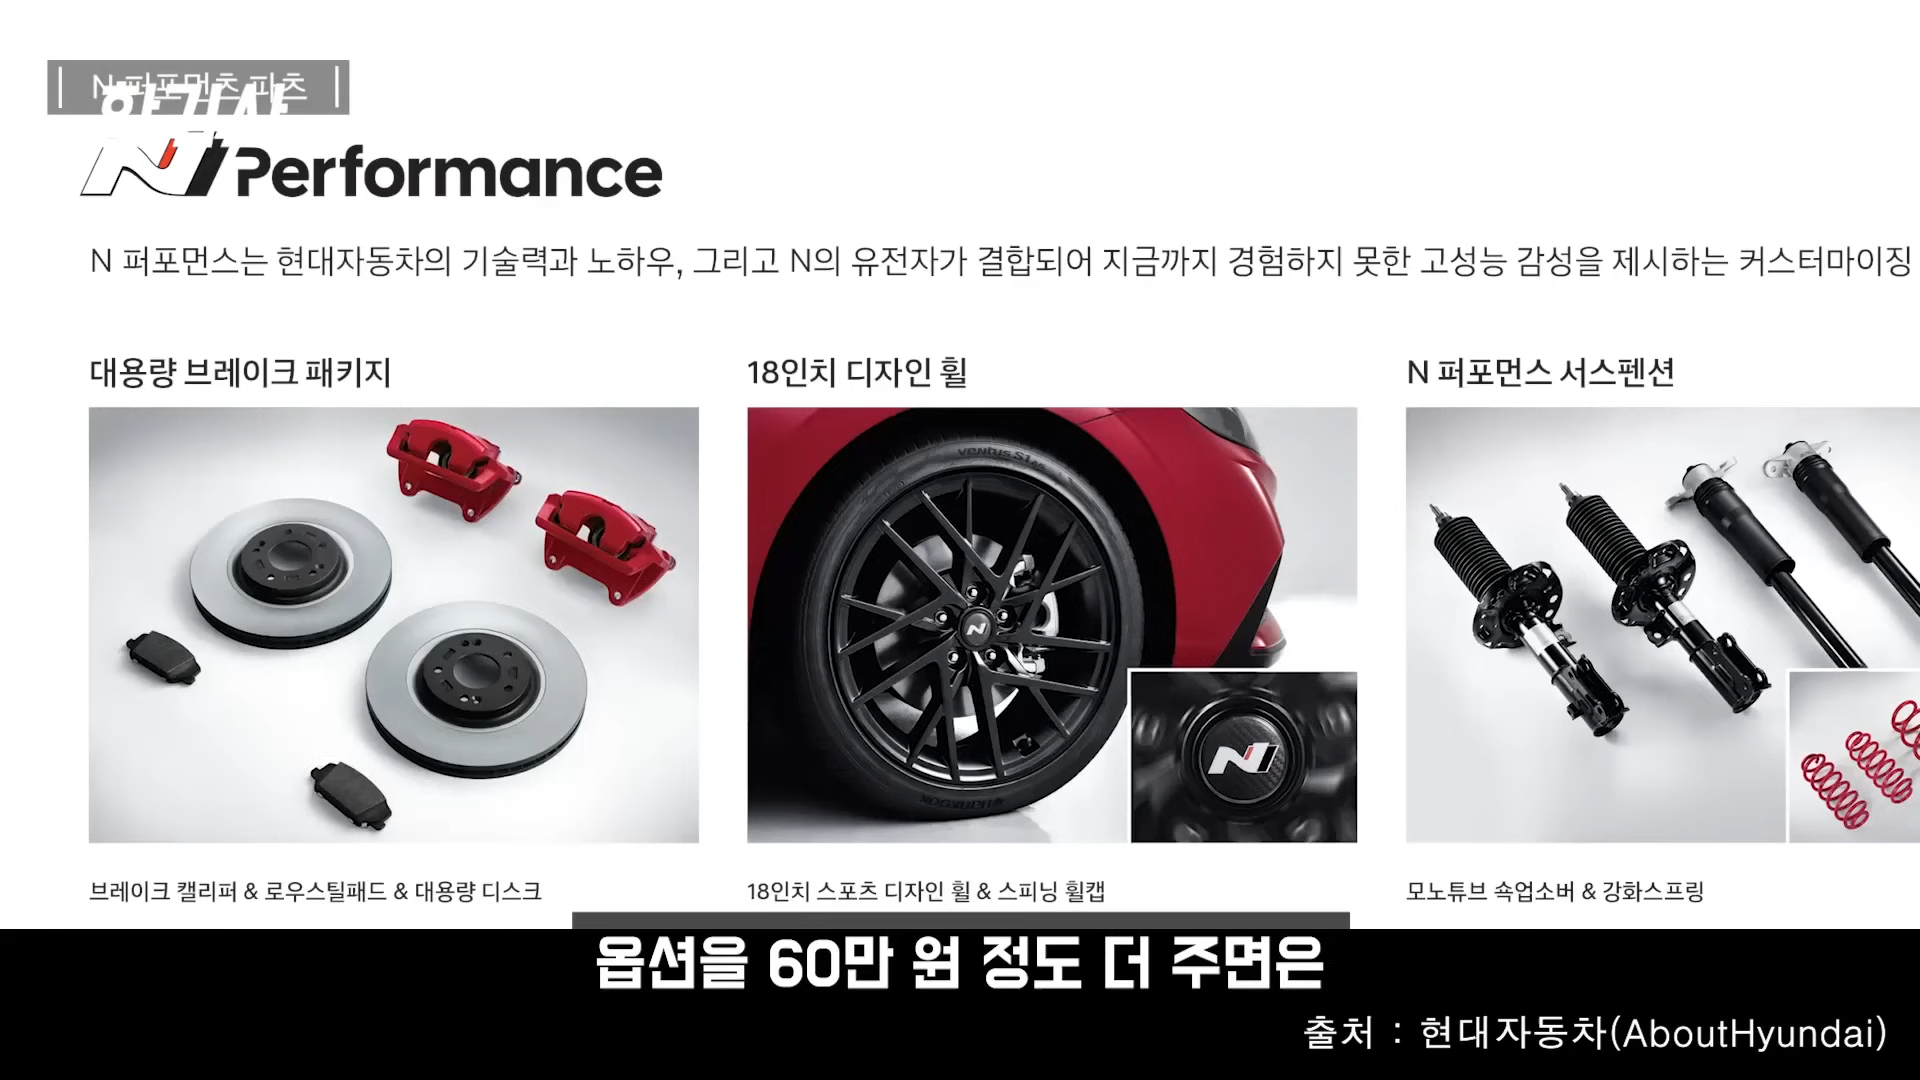 N 퍼포먼츠 파츠
Performance
N 퍼포먼스는 현대자동차의 기술력과 노하우, 그리고 N의 유전자가 결합되어 지금까지 경험하지 못한 고성능 감성을 제시하는 커스터마이징
대용량 브레이크 패키지
18인치 디자인 휠
N 퍼포먼스 서스펜션
ventus S1
HANKOOK
브레이크 캘리퍼 & 로우스틸패드 & 대용량 디스크
18인치 스포츠 디자인 휠 & 스피닝 휠캡
모노튜브 쇽업소버 & 강화스프링
옵션을 60만 원 정도 더 주면은
출처 : 현대자동차(AboutHyundai)